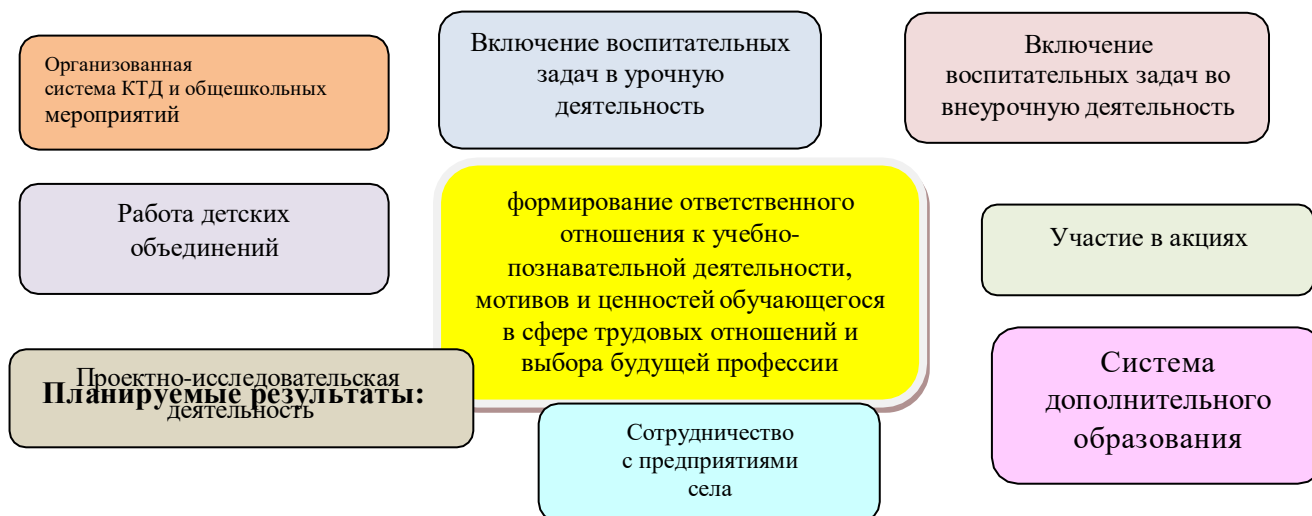 Организованная
система КТД и общешкольных
мероприятий
Включение воспитательных
задач в урочную
деятельность
Включение
воспитательных задач во
внеурочную деятельность
Работа детских
объединений
формирование ответственного
отношения к учебно-
познавательной деятельности,
мотивов и ценностей обучающегося
в сфере трудовых отношений и
выбора будущей профессии
Участие в акциях
Проектно-исследовательская
деятельность
Планируемые результаты:
Сотрудничество
с предприятиями
села
Система
дополнительного
образования